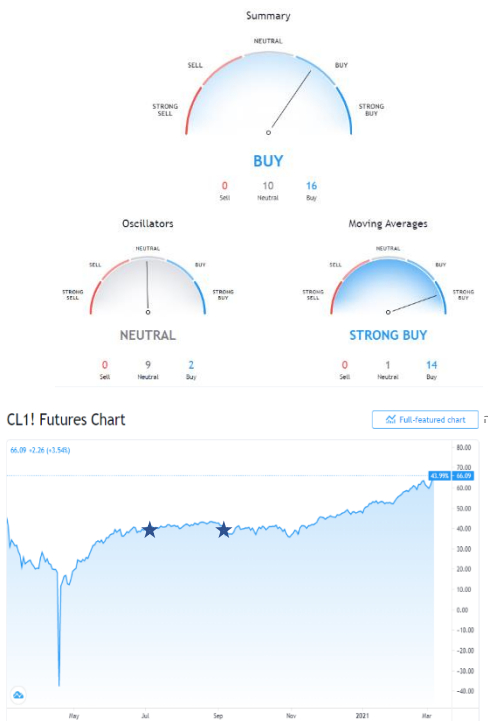 Summary
NEUTRAL
SELL
BUY
STRONG
SELL
STRONG
BUY
BUY
0 10 16
Sell Neutral Buy
Oscillators
Moving Averages
NEUTRAL
SELL
BUY
STRONG
SELL
STRONG
BUY
NEUTRAL
0 9 2
Sell Neutral Buy
NEUTRAL
SELL
BUY
STRONG
SELL
STRONG
BUY
STRONG BUY
0 1 14
Sell Neutral Buy
CL1! Futures Chart
Full-featured chart
66.09 +2.26 (+3.54%)
80.00
70.00
43.99% 66.09
60.00
50.00
40.00
30.00
20.00
10.00
0.00
-10.00
-20.00
-30.00
-40.00
May Jul Sep Nov 2021 Mar